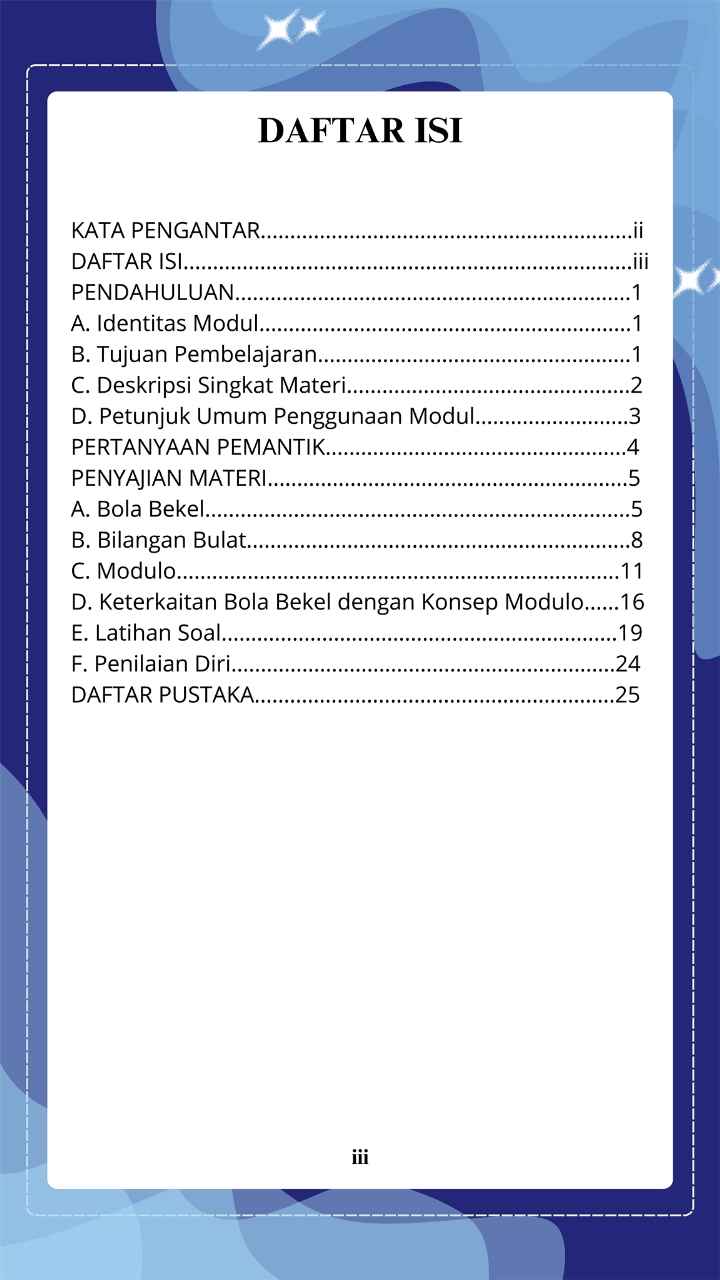 DAFTAR ISI
KATA PENGANTAR...............................................................ii
DAFTAR ISI............................................................................iii
PENDAHULUAN...................................................................1
A. Identitas Modul...............................................................1
B. Tujuan Pembelajaran.....................................................1
C. Deskripsi Singkat Materi................................................2
D. Petunjuk Umum Penggunaan Modul..........................3
PERTANYAAN PEMANTIK...................................................4
PENYAJIAN MATERI.............................................................5
A. Bola Bekel........................................................................5
B. Bilangan Bulat.................................................................8
C. Modulo...........................................................................11
D. Keterkaitan Bola Bekel dengan Konsep Modulo......16
E. Latihan Soal...................................................................19
F. Penilaian Diri.................................................................24
DAFTAR PUSTAKA.............................................................25
iii